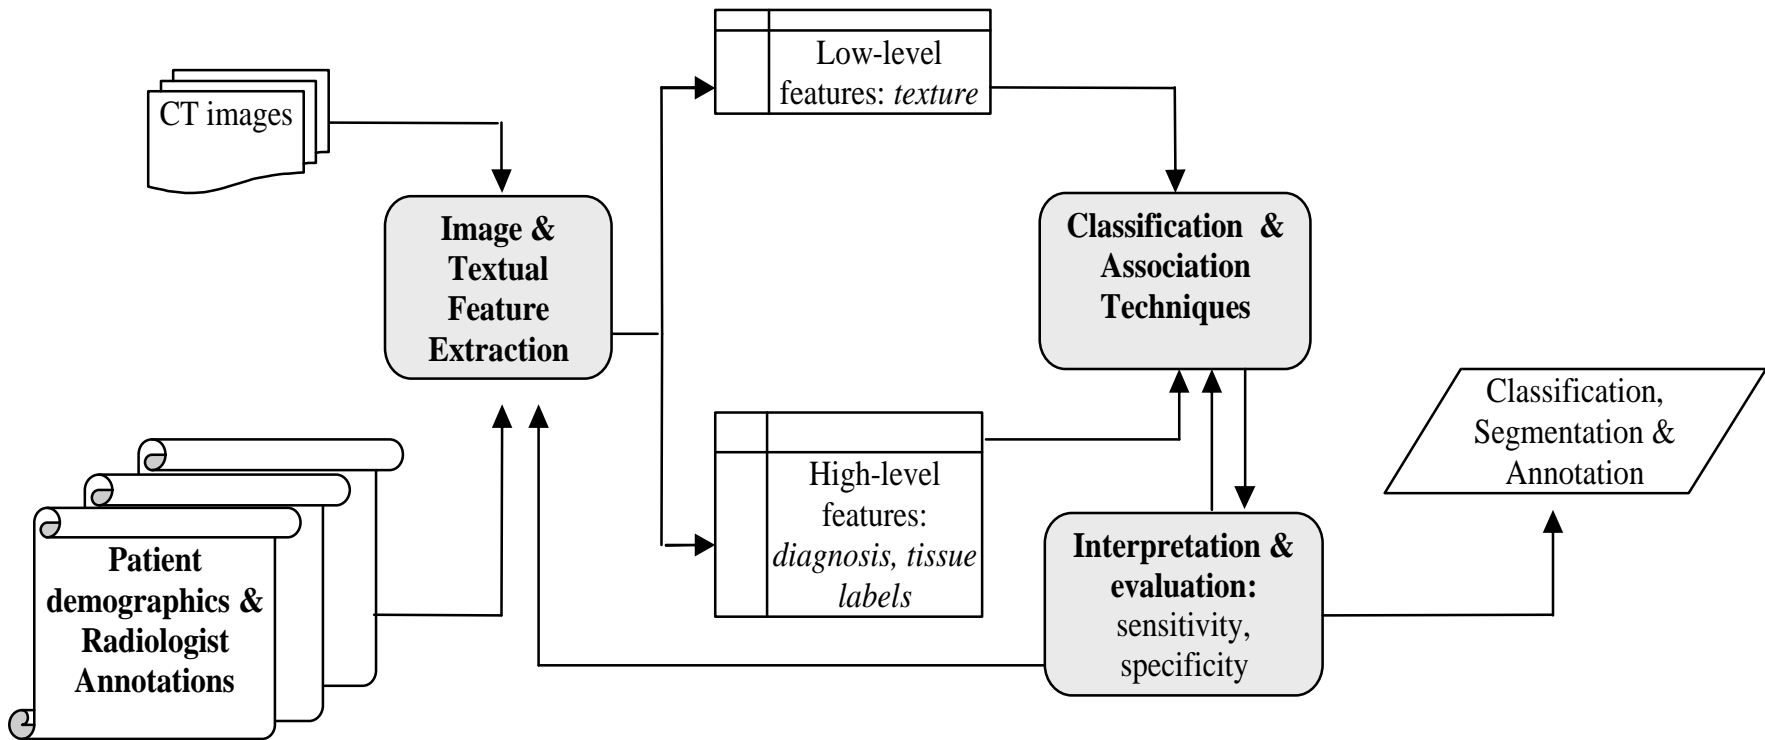 CT images
Image &
Textual
Feature
Extraction
Low-level
features: texture
Classification &
Association
Techniques
Patient
demographics &
Radiologist
Annotations
High-level
features:
diagnosis, tissue
labels
Interpretation &
evaluation:
sensitivity,
specificity
Classification,
Segmentation &
Annotation